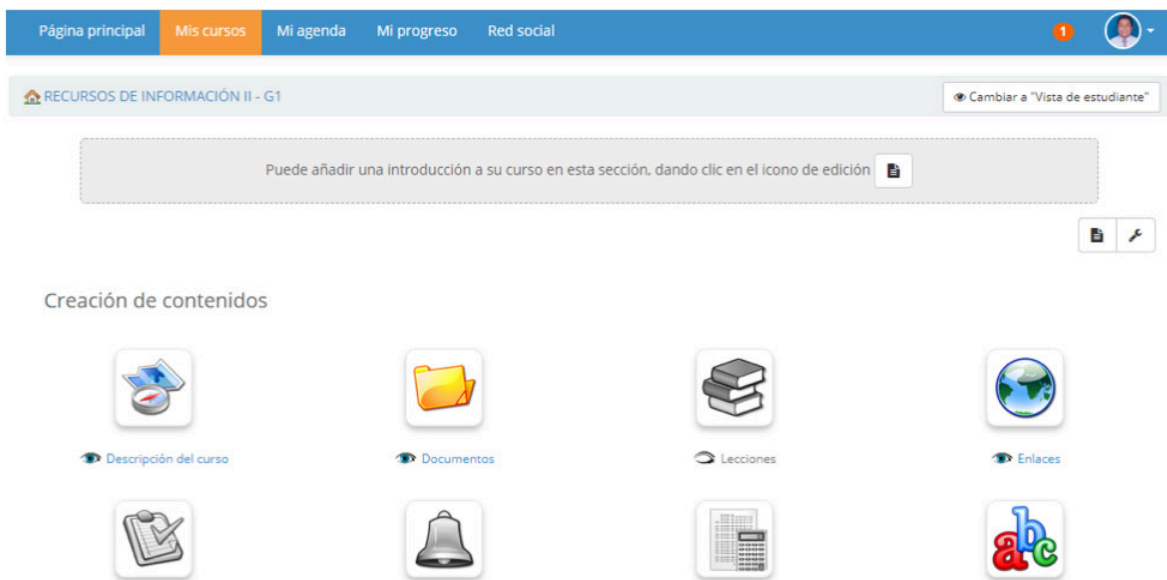 Página principal Mis cursos Mi agenda Mi progreso Red social 1
RECURSOS DE INFORMACIÓN II - G1 Cambiar a "Vista de estudiante"
Puede añadir una introducción a su curso en esta sección, dando clic en el icono de edición
Creación de contenidos
Descripción del curso Documentos Lecciones Enlaces
abc